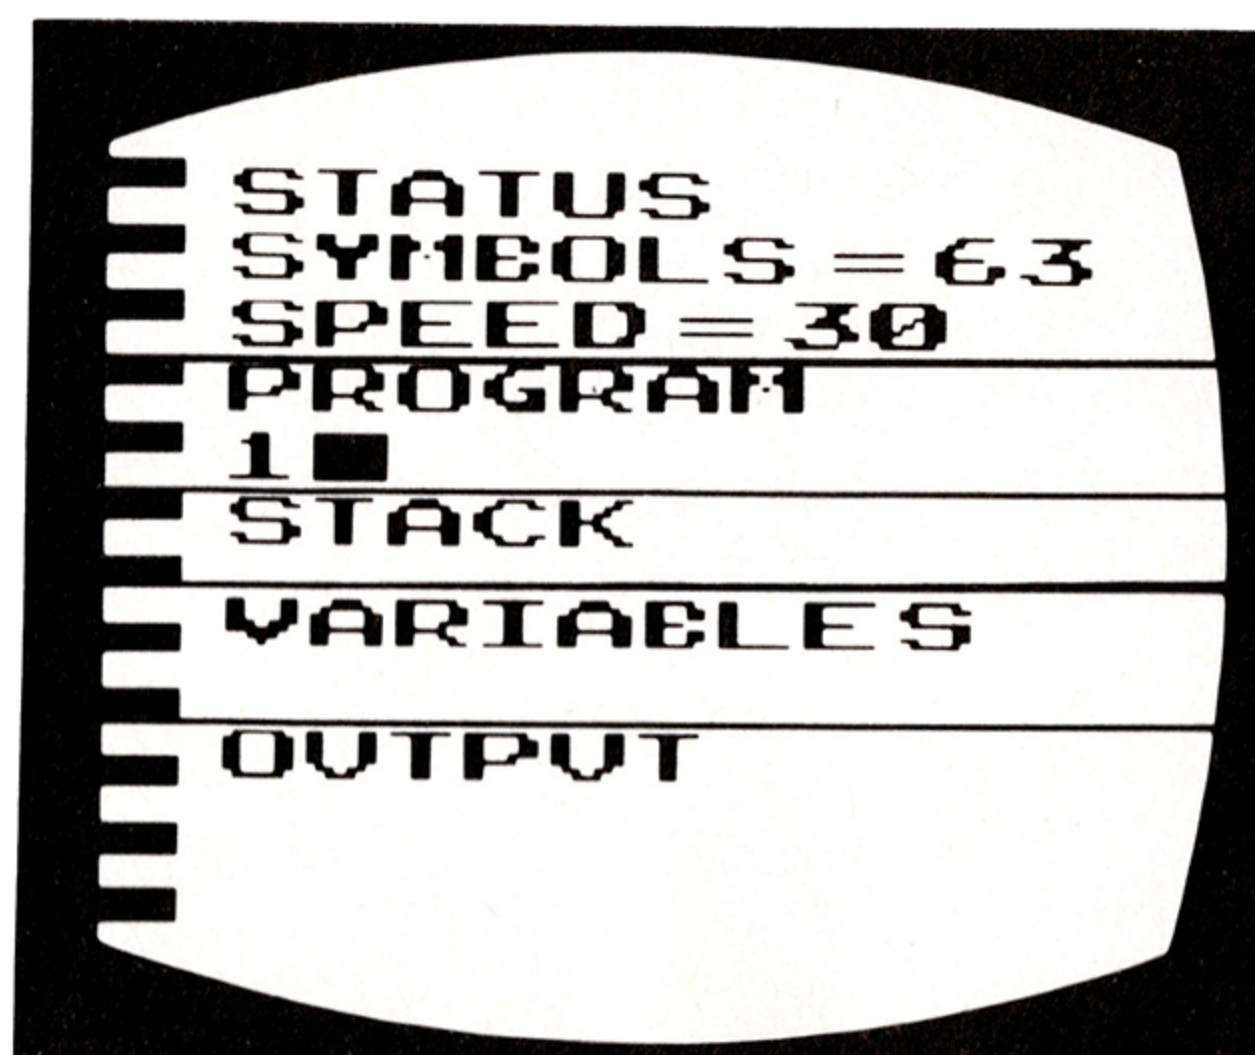 STATUS
SYMBOLS = 63
SPEED = 30
PROGRAM
1
STACK
VARIABLES
OUTPUT